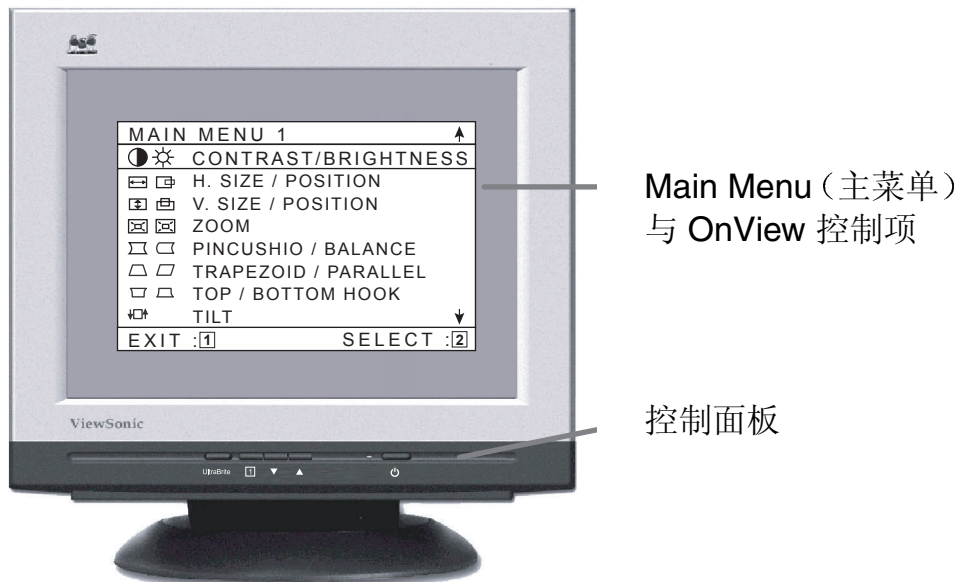 MAIN MENU 1
CONTRAST/BRIGHTNESS
H. SIZE / POSITION
V. SIZE / POSITION
ZOOM
PINCUSHIO / BALANCE
TRAPEZOID / PARALLEL
TOP / BOTTOM HOOK
TILT
EXIT :1 SELECT :2
Main Menu（主菜单）
与 OnView 控制项
控制面板
ViewSonic
UltraBrite 1